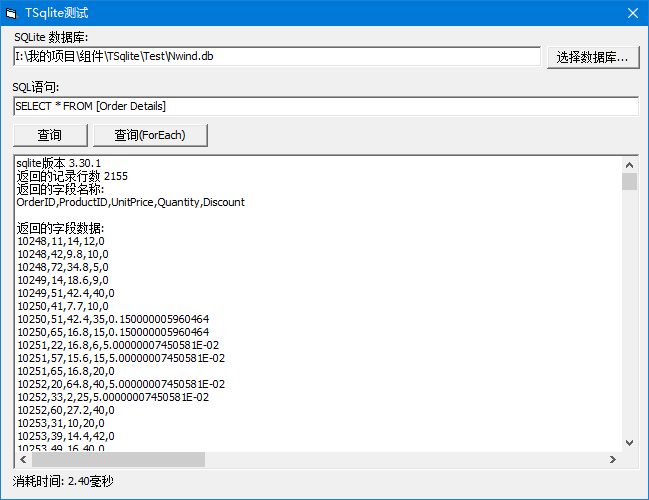 TSqlite测试
SQLite 数据库:
I:\我的项目\组件\TSqlite\Test\Nwind.db
选择数据库...
SQL语句:
SELECT * FROM [Order Details]
查询
查询(ForEach)
sqlite版本 3.30.1
返回的记录行数 2155
返回的字段名称:
OrderID,ProductID,UnitPrice,Quantity,Discount
返回的字段数据:
10248,11,14,12,0
10248,42,9.8,10,0
10248,72,34.8,5,0
10249,14,18.6,9,0
10249,51,42.4,40,0
10250,41,7.7,10,0
10250,51,42.4,35,0.150000005960464
10250,65,16.8,15,0.150000005960464
10251,22,16.8,6,5.00000007450581E-02
10251,57,15.6,15,5.00000007450581E-02
10251,65,16.8,20,0
10252,20,64.8,40,5.00000007450581E-02
10252,33,2,25,5.00000007450581E-02
10252,60,27.2,40,0
10253,31,10,20,0
10253,39,14.4,42,0
10253,49,16,40,0
消耗时间: 2.40毫秒